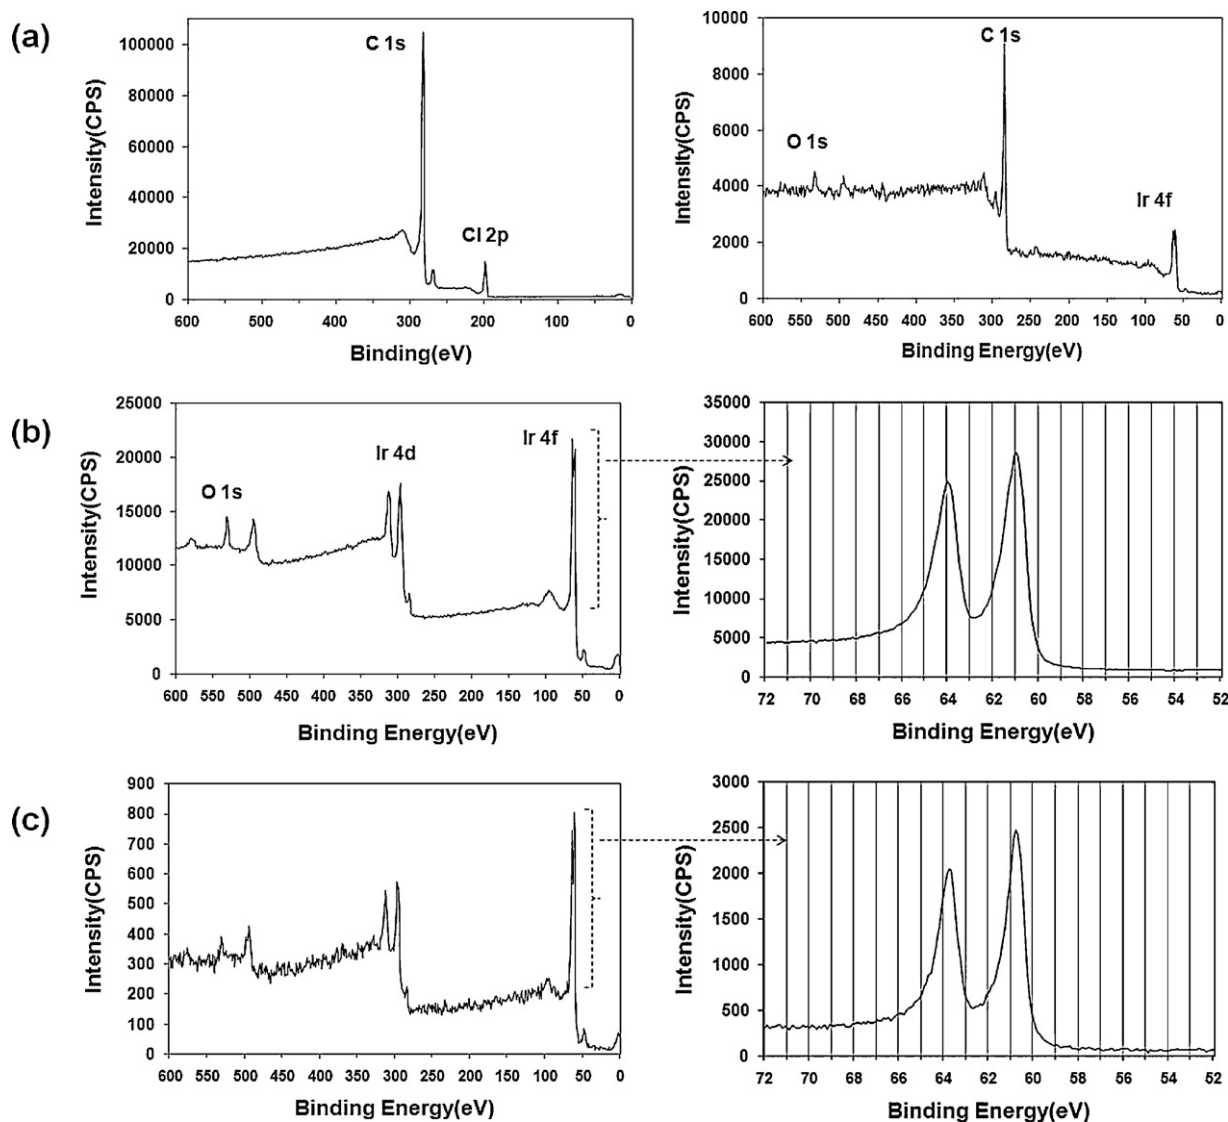 (a)
Intensity(CPS)
100000
80000
60000
40000
20000
0
C 1s
Cl 2p
600 500 400 300 200 100 0
Binding(eV)
Intensity(CPS)
10000
8000
6000
4000
2000
0
C 1s
O 1s
Ir 4f
600 550 500 450 400 350 300 250 200 150 100 50 0
Binding Energy(eV)
(b)
Intensity(CPS)
25000
20000
15000
10000
5000
0
O 1s
Ir 4d
Ir 4f
600 550 500 450 400 350 300 250 200 150 100 50 0
Binding Energy(eV)
Intensity(CPS)
35000
30000
25000
20000
15000
10000
5000
0
72 70 68 66 64 62 60 58 56 54 52
Binding Energy(eV)
(c)
Intensity(CPS)
900
800
700
600
500
400
300
200
100
0
600 550 500 450 400 350 300 250 200 150 100 50 0
Binding Energy(eV)
Intensity(CPS)
3000
2500
2000
1500
1000
500
0
72 70 68 66 64 62 60 58 56 54 52
Binding Energy(eV)